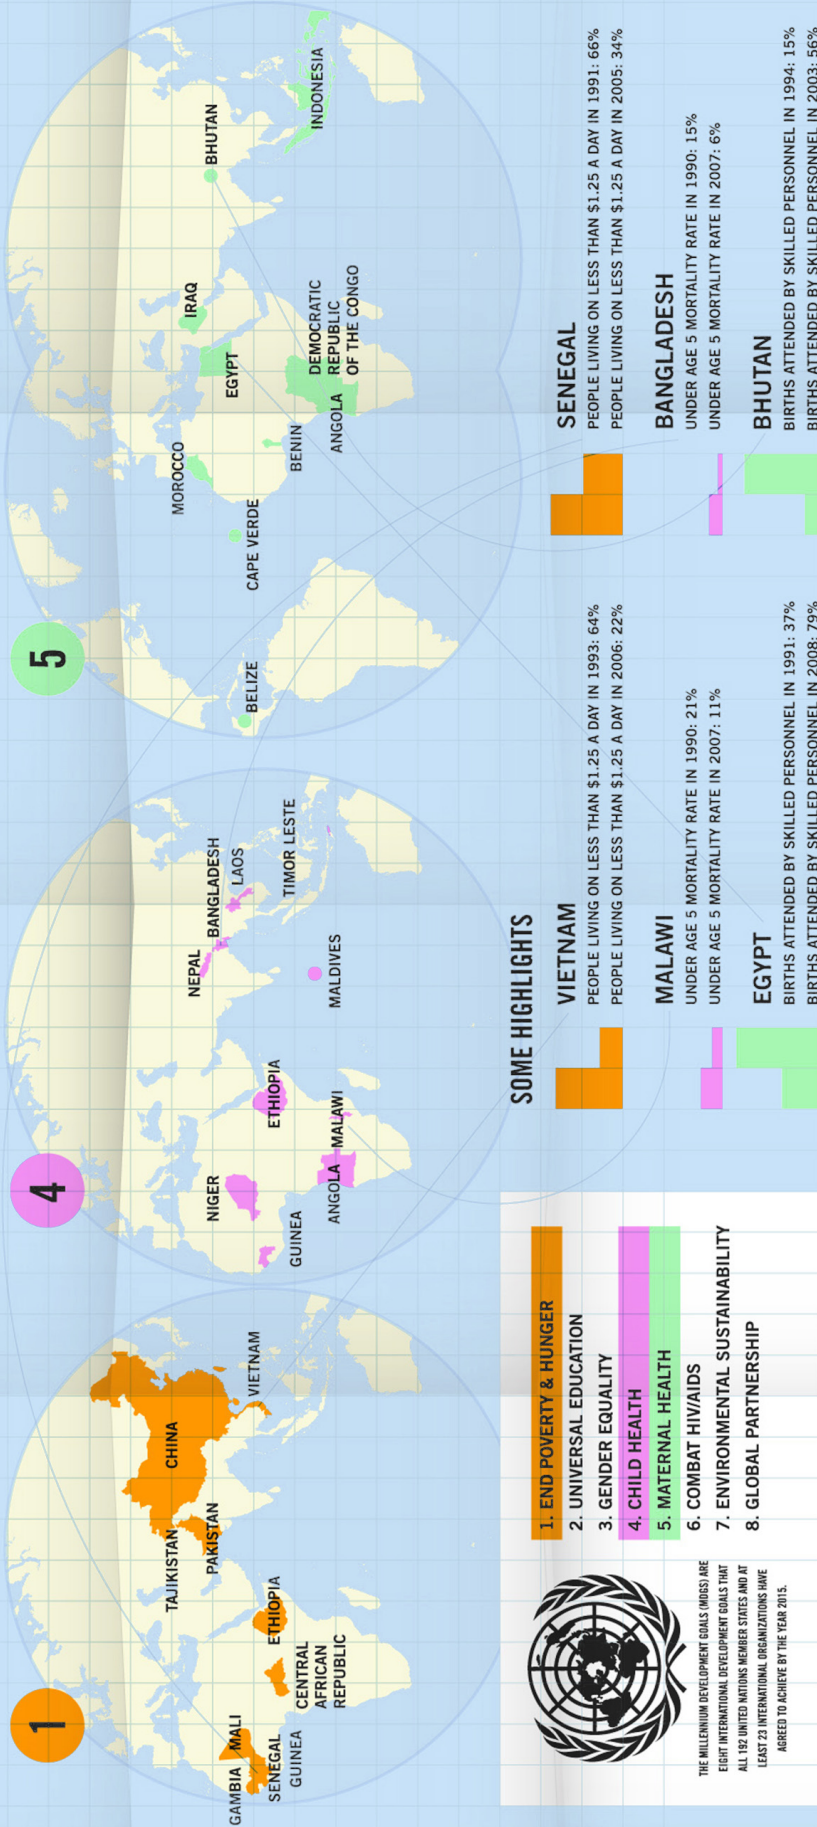 1
GAMBIA
MALI
SENEGAL
GUINEA
CENTRAL
AFRICAN
REPUBLIC
ETHIOPIA
TAJIKISTAN
PAKISTAN
CHINA
VIETNAM
4
GUINEA
NIGER
ANGOLA
MALAWI
ETHIOPIA
NEPAL
BANGLADESH
LAOS
MALDIVES
TIMOR LESTE
5
BELIZE
CAPE VERDE
MOROCCO
BENIN
ANGOLA
EGYPT
IRAQ
DEMOCRATIC
REPUBLIC
OF THE CONGO
BHUTAN
INDONESIA
THE MILLENNIUM DEVELOPMENT GOALS (MDGS) ARE
EIGHT INTERNATIONAL DEVELOPMENT GOALS THAT
ALL 192 UNITED NATIONS MEMBER STATES AND AT
LEAST 23 INTERNATIONAL ORGANIZATIONS HAVE
AGREED TO ACHIEVE BY THE YEAR 2015.
1. END POVERTY & HUNGER
2. UNIVERSAL EDUCATION
3. GENDER EQUALITY
4. CHILD HEALTH
5. MATERNAL HEALTH
6. COMBAT HIV/AIDS
7. ENVIRONMENTAL SUSTAINABILITY
8. GLOBAL PARTNERSHIP
SOME HIGHLIGHTS
VIETNAM
PEOPLE LIVING ON LESS THAN $1.25 A DAY IN 1993: 64%
PEOPLE LIVING ON LESS THAN $1.25 A DAY IN 2006: 22%
MALAWI
UNDER AGE 5 MORTALITY RATE IN 1990: 21%
UNDER AGE 5 MORTALITY RATE IN 2007: 11%
EGYPT
BIRTHS ATTENDED BY SKILLED PERSONNEL IN 1991: 37%
BIRTHS ATTENDED BY SKILLED PERSONNEL IN 2008: 79%
SENEGAL
PEOPLE LIVING ON LESS THAN $1.25 A DAY IN 1991: 66%
PEOPLE LIVING ON LESS THAN $1.25 A DAY IN 2005: 34%
BANGLADESH
UNDER AGE 5 MORTALITY RATE IN 1990: 15%
UNDER AGE 5 MORTALITY RATE IN 2007: 6%
BHUTAN
BIRTHS ATTENDED BY SKILLED PERSONNEL IN 1994: 15%
BIRTHS ATTENDED BY SKILLED PERSONNEL IN 2003: 56%